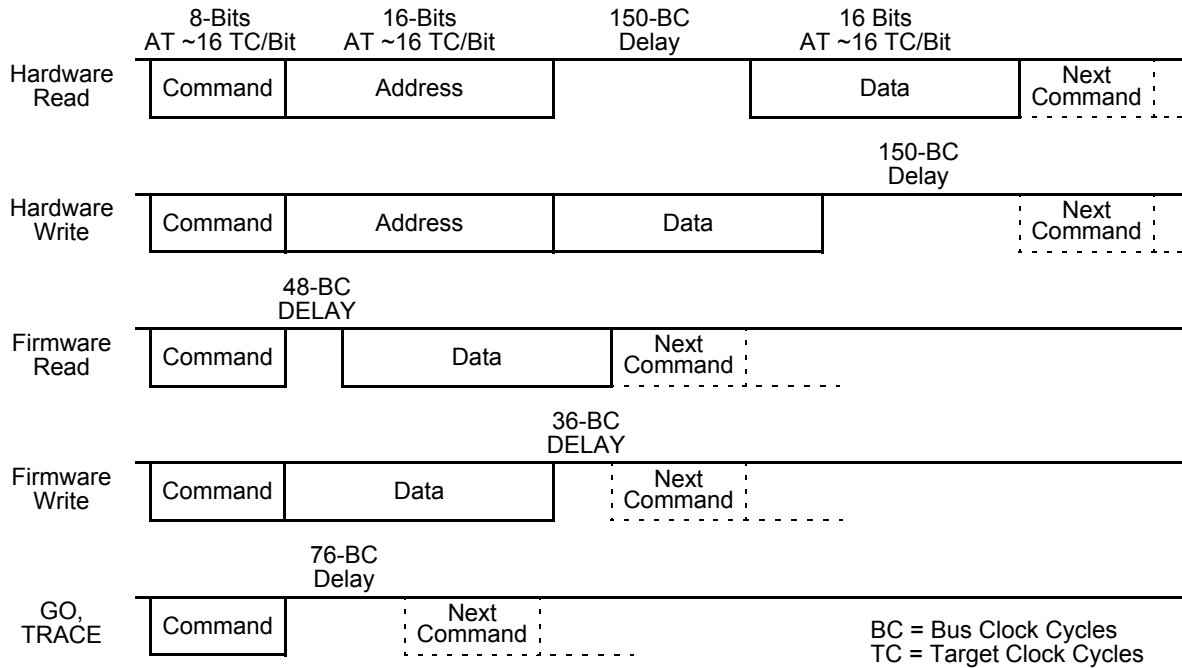 8-Bits 16-Bits 150-BC 16 Bits
AT ~16 TC/Bit AT ~16 TC/Bit Delay AT ~16 TC/Bit
Hardware Read Command Address Data Next Command
150-BC
Delay
Hardware Write Command Address Data Next Command
48-BC
DELAY
Firmware Read Command Data Next Command
36-BC
DELAY
Firmware Write Command Data Next Command
76-BC
Delay
GO, TRACE Command Next Command
BC = Bus Clock Cycles
TC = Target Clock Cycles